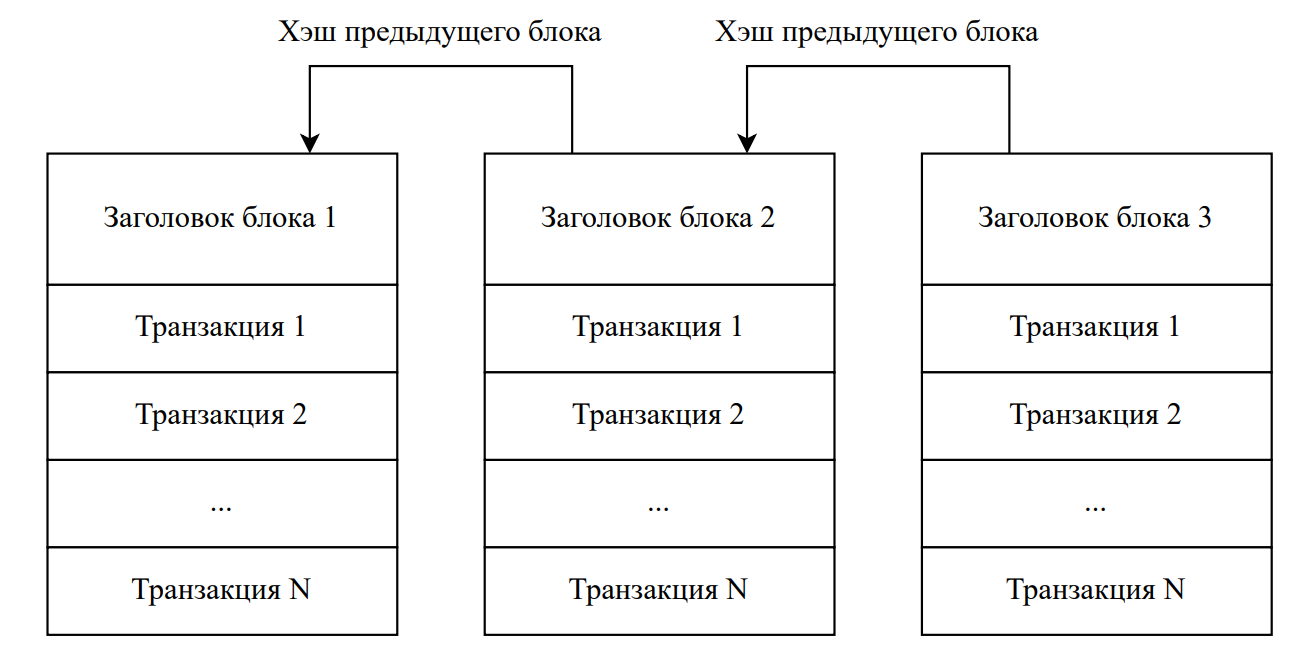 Хэш предыдущего блока
Хэш предыдущего блока
Заголовок блока 1
Транзакция 1
Транзакция 2
...
Транзакция N
Заголовок блока 2
Транзакция 1
Транзакция 2
...
Транзакция N
Заголовок блока 3
Транзакция 1
Транзакция 2
...
Транзакция N